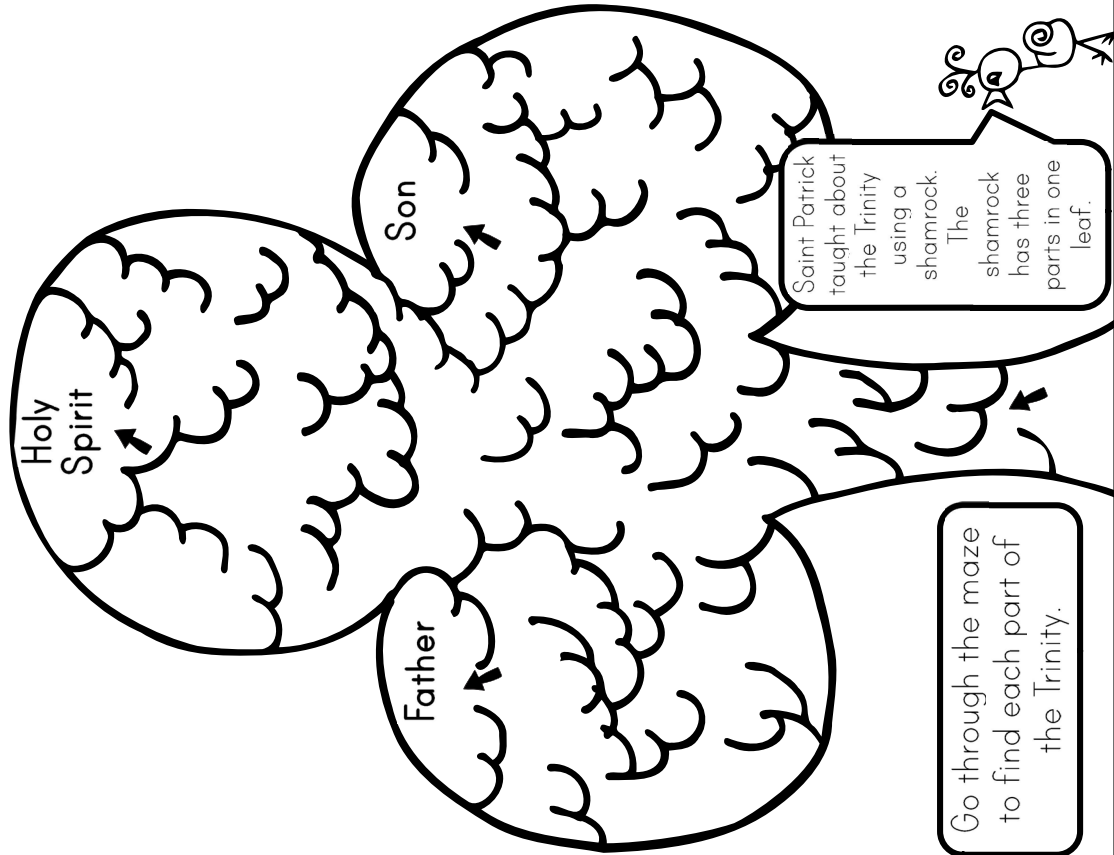 Holy
Spirit
Father
Son
Go through the maze
to find each part of
the Trinity.
Saint Patrick
taught about
the Trinity
using a
shamrock.
The
shamrock
has three
parts in one
leaf.